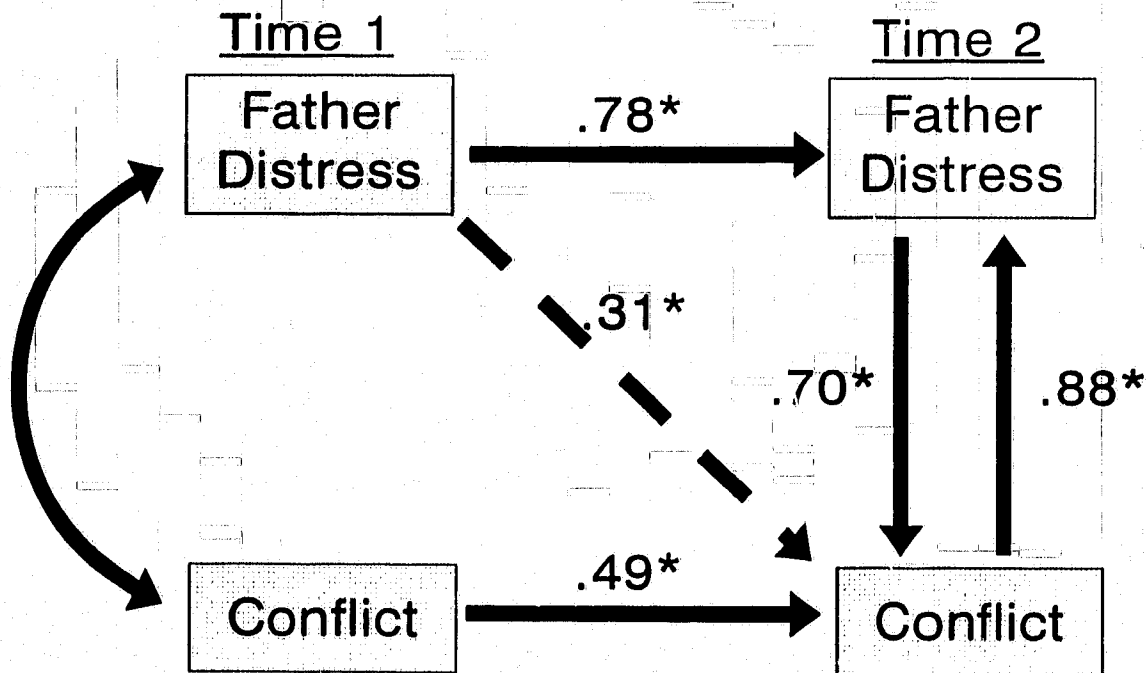 Time 1
Time 2
Father
Distress
.78*
Father
Distress
.31*
.70*
.88*
Conflict
.49*
Conflict